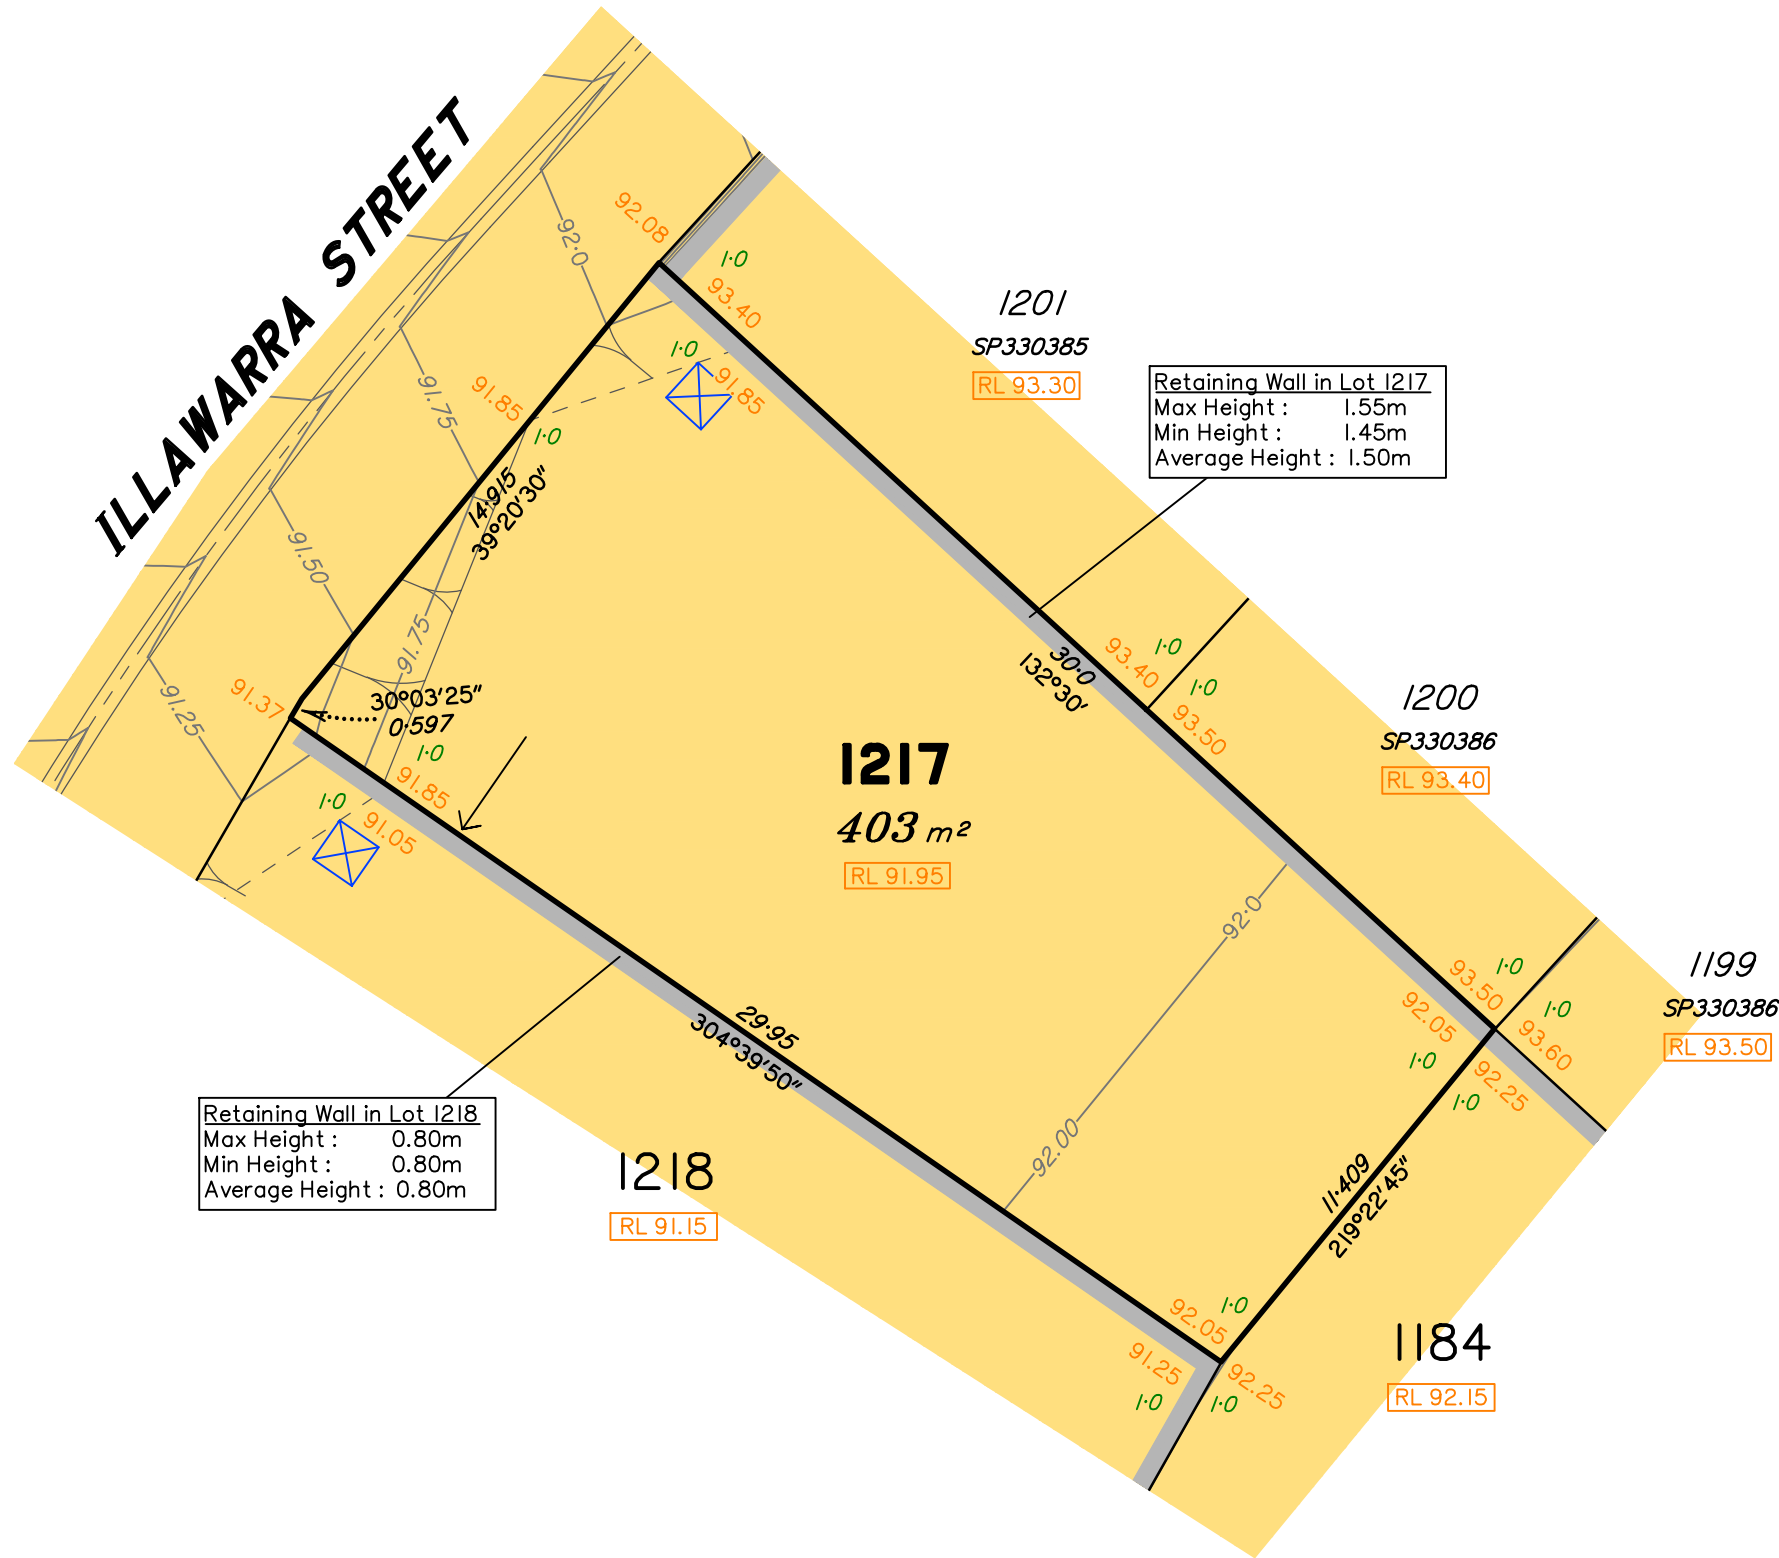 ILLAWARRA STREET
92.08
92·0
1·0
93.40
1201
SP330385
RL 93.30
1·0
91.85
91.85
91.75
1·0
Retaining Wall in Lot 1217
Max Height : 1.55m
Min Height : 1.45m
Average Height : 1.50m
14·915
39°20'30"
91.50
91.75
93.40
1·0
30·0
132°30'
1·0
93.50
1200
SP330386
RL 93.40
91.25
91.37
30°03'25"
0·597
1·0
91.85
1·0
91.05
1217
403 m²
RL 91.95
92·0
93.50
1·0
92.05
1·0
93.60
1199
SP330386
RL 93.50
1·0
92.25
1·0
29·95
304°39'50"
92.00
Retaining Wall in Lot 1218
Max Height : 0.80m
Min Height : 0.80m
Average Height : 0.80m
1218
RL 91.15
11·409
219°22'45"
92.05
1·0
91.25
1·0
92.25
1·0
1184
RL 92.15